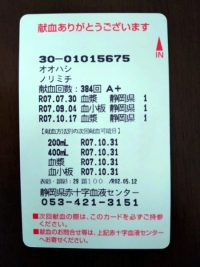 献血ありがとうございます
IN
30-01015675
オオハシ
ノリミチ
献血回数: 384回 A+
R07.07.30 血漿 静岡県 1
R07.09.04 血小板 静岡県 1
R07.10.17 血漿 静岡県 1
【献血方法別の次回献血可能日】
200mL R07.10.31
400mL R07.10.31
血漿 R07.10.31
血小板 R07.10.31
静岡県赤十字血液センター
053-421-3151
■次回献血の際は、このカードを必ずご持参ください。
■献血のお問合せ等は、上記赤十字血液センターへお寄せください。